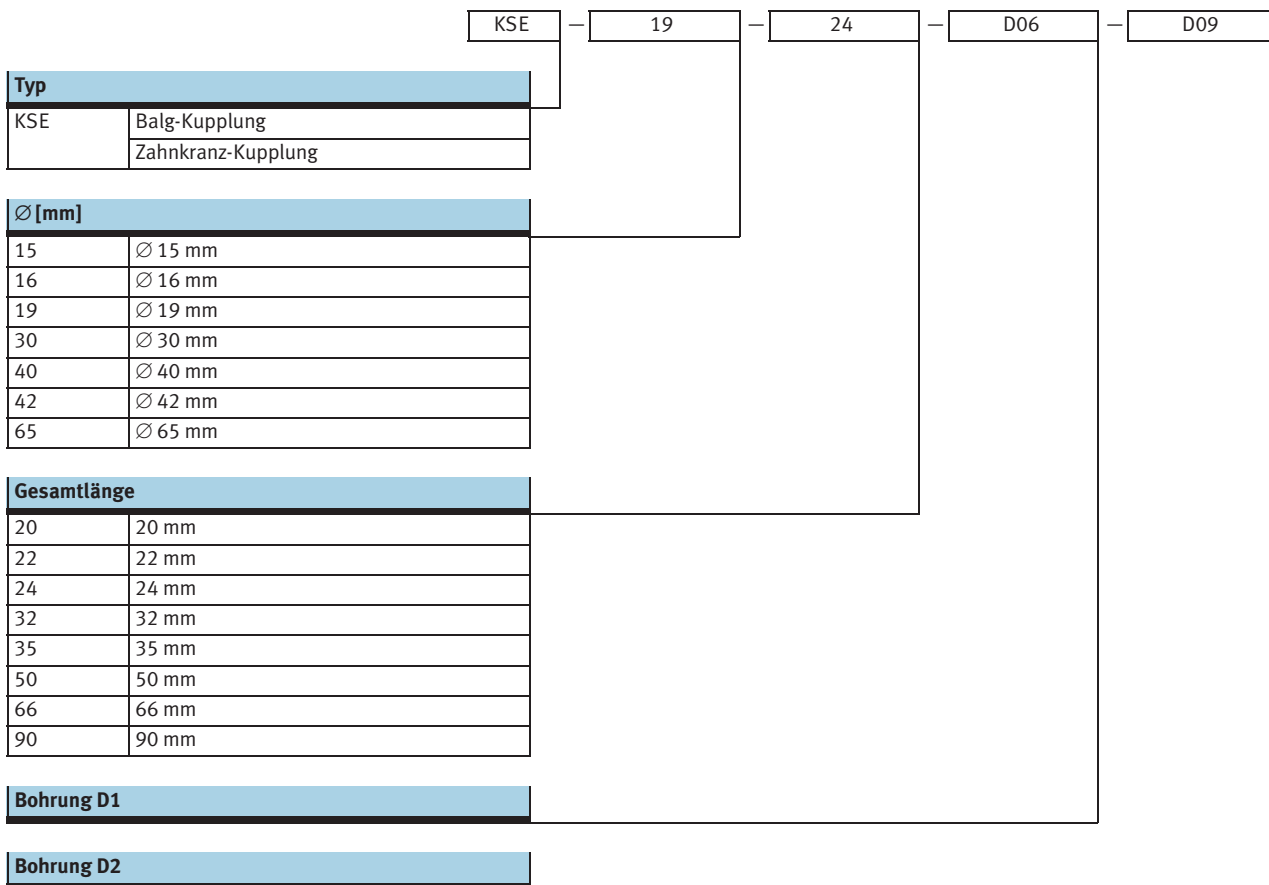 KSE — 19 — 24 — D06 — D09
Typ
KSE Balg-Kupplung
Zahnkranz-Kupplung
∅ [mm]
15 ∅ 15 mm
16 ∅ 16 mm
19 ∅ 19 mm
30 ∅ 30 mm
40 ∅ 40 mm
42 ∅ 42 mm
65 ∅ 65 mm
Gesamtlänge
20 20 mm
22 22 mm
24 24 mm
32 32 mm
35 35 mm
50 50 mm
66 66 mm
90 90 mm
Bohrung D1
Bohrung D2